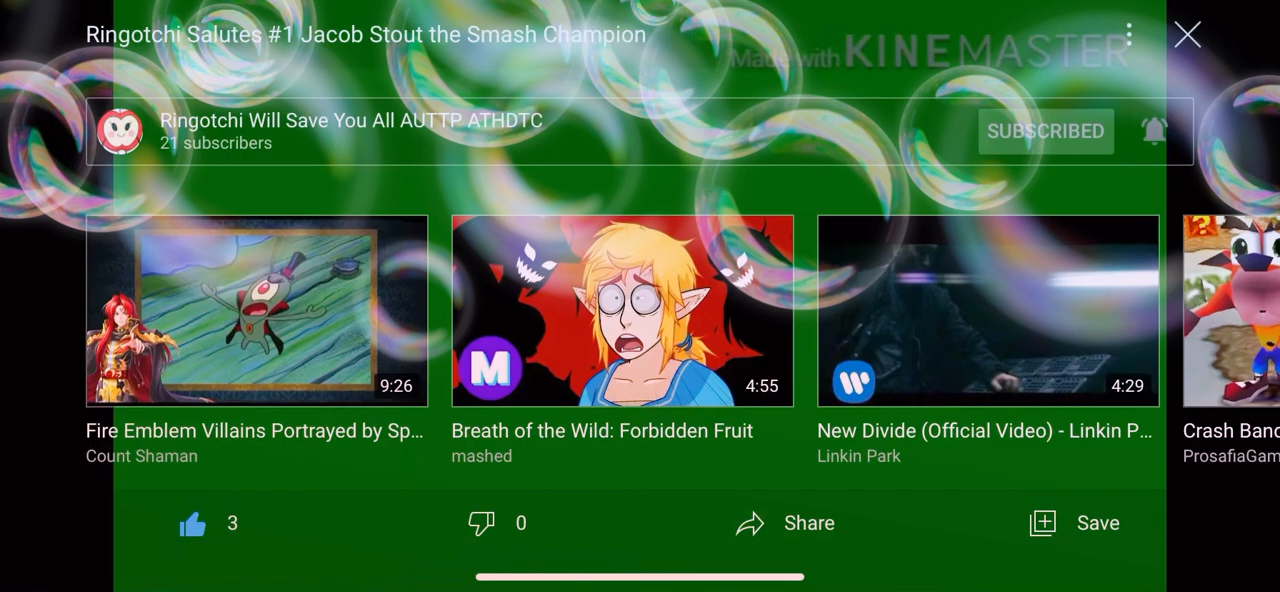 Ringotchi Salutes #1 Jacob Stout the Smash Champion
Made with KINEMASTER
Ringotchi Will Save You All AUTTP ATHDTC
21 subscribers
SUBSCRIBED
9:26
M
4:55
W
4:29
?
Fire Emblem Villains Portrayed by Sp...
Breath of the Wild: Forbidden Fruit
New Divide (Official Video) - Linkin P...
Crash Band
Count Shaman
mashed
Linkin Park
ProsafiaGam
3
0
Share
Save